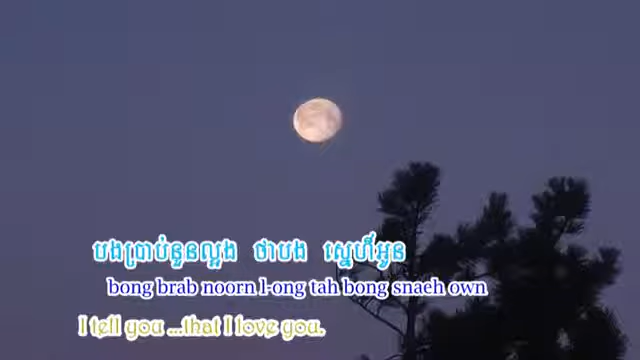 បងប្រាប់នួនល្អង ថាបង ស្នេហ៍អូន
bong brab noorn l-ong tah bong snaeh own
I tell you ...that I love you.